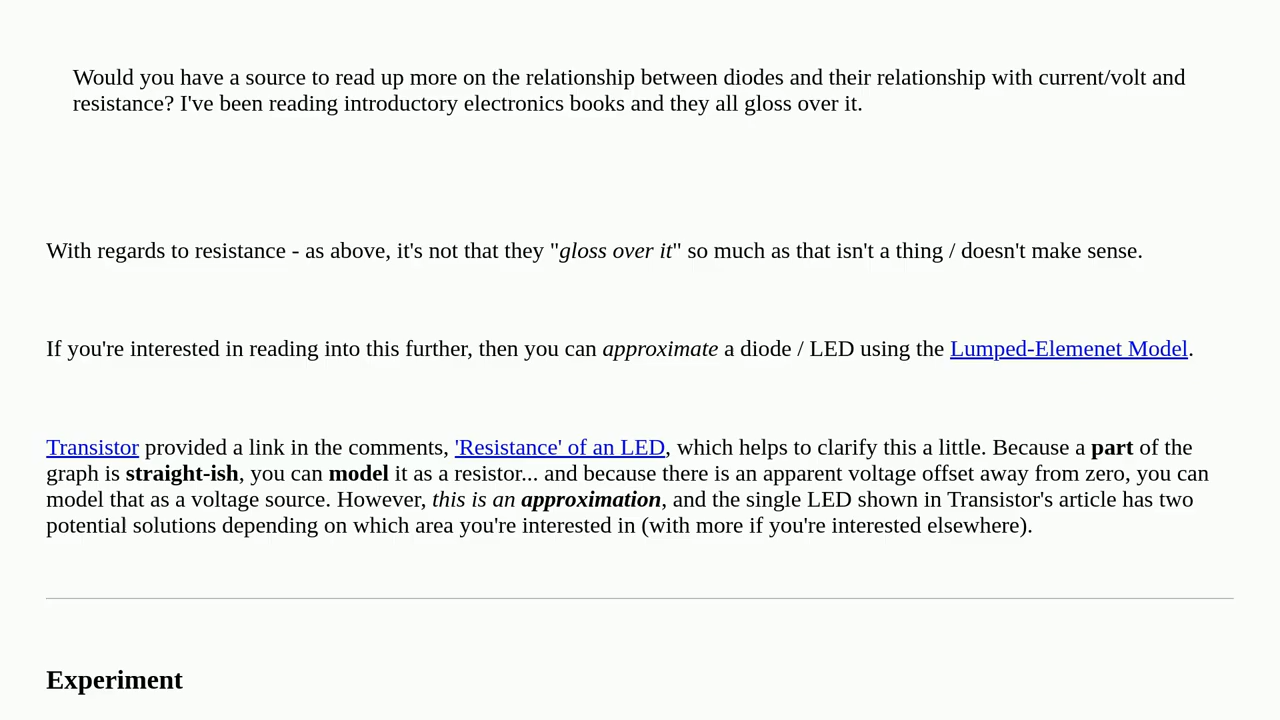 Would you have a source to read up more on the relationship between diodes and their relationship with current/volt and
resistance? I've been reading introductory electronics books and they all gloss over it.
With regards to resistance - as above, it's not that they "gloss over it" so much as that isn't a thing / doesn't make sense.
If you're interested in reading into this further, then you can approximate a diode / LED using the Lumped-Elemenet Model.
Transistor provided a link in the comments, 'Resistance' of an LED, which helps to clarify this a little. Because a part of the
graph is straight-ish, you can model it as a resistor... and because there is an apparent voltage offset away from zero, you can
model that as a voltage source. However, this is an approximation, and the single LED shown in Transistor's article has two
potential solutions depending on which area you're interested in (with more if you're interested elsewhere).
Experiment